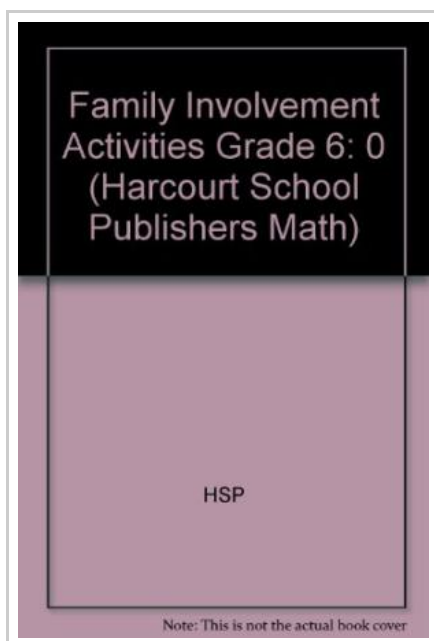 Family Involvement
Activities Grade 6: 0
(Harcourt School
Publishers Math)
HSP
Note: This is not the actual book cover